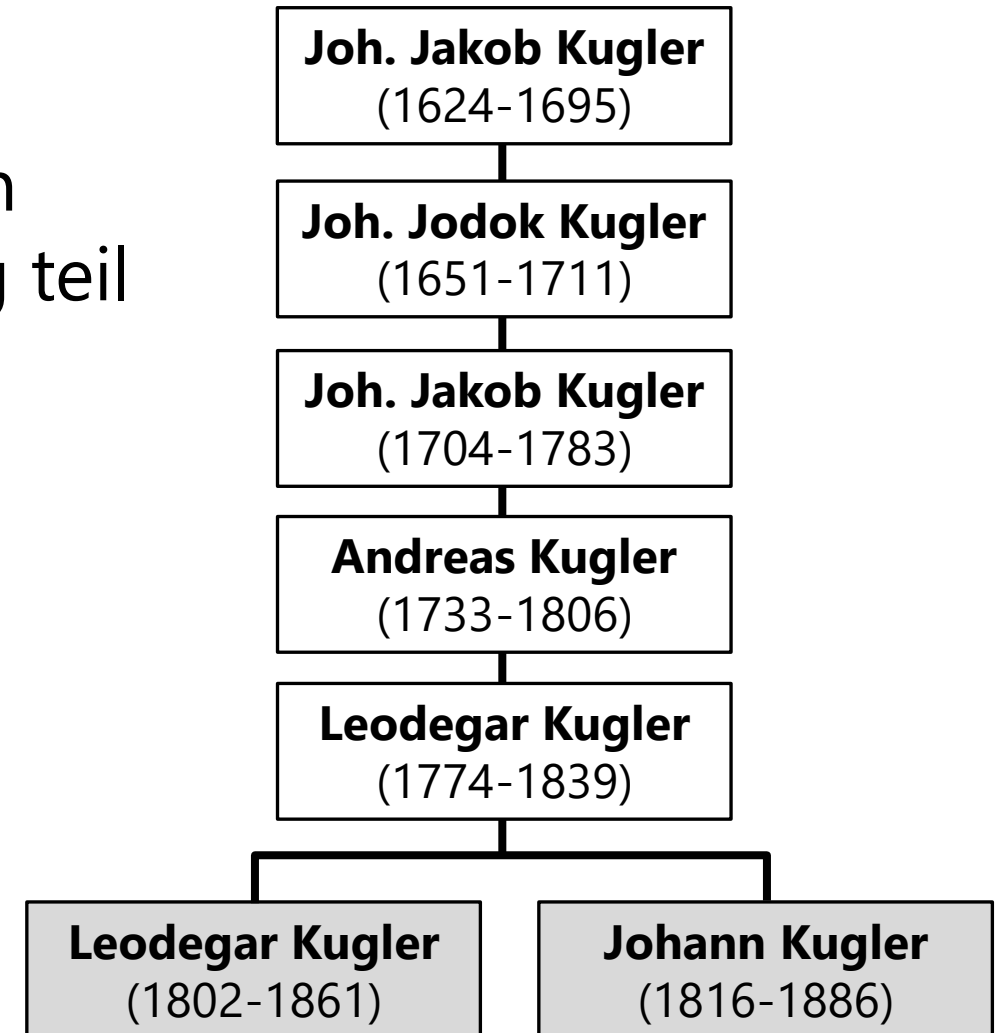 n
g teil
Joh. Jakob Kugler
(1624-1695)
Joh. Jodok Kugler
(1651-1711)
Joh. Jakob Kugler
(1704-1783)
Andreas Kugler
(1733-1806)
Leodegar Kugler
(1774-1839)
Leodegar Kugler
(1802-1861)
Johann Kugler
(1816-1886)